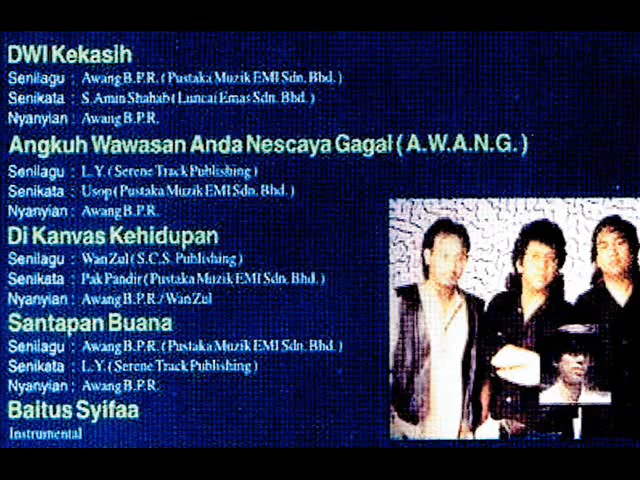 DWI Kekasih
Senilagu : Awang B.P.R. ( Pustaka Muzik EMI Sdn. Bhd. )
Senikata : S. Amin Shahab ( Luncai Emas Sdn. Bhd. )
Nyanyian : Awang B.P.R.
Angkuh Wawasan Anda Nescaya Gagal ( A.W.A.N.G. )
Senilagu : L.Y. ( Serene Track Publishing )
Senikata : Usop ( Pustaka Muzik EMI Sdn. Bhd. )
Nyanyian : Awang B.P.R.
Di Kanvas Kehidupan
Senilagu : Wan Zul ( S.C.S. Publishing )
Senikata : Pak Pandir ( Pustaka Muzik EMI Sdn. Bhd. )
Nyanyian : Awang B.P.R. / Wan Zul
Santapan Buana
Senilagu : Awang B.P.R. ( Pustaka Muzik EMI Sdn. Bhd. )
Senikata : L.Y. ( Serene Track Publishing )
Nyanyian : Awang B.P.R.
Baitus Syifaa
Instrumental